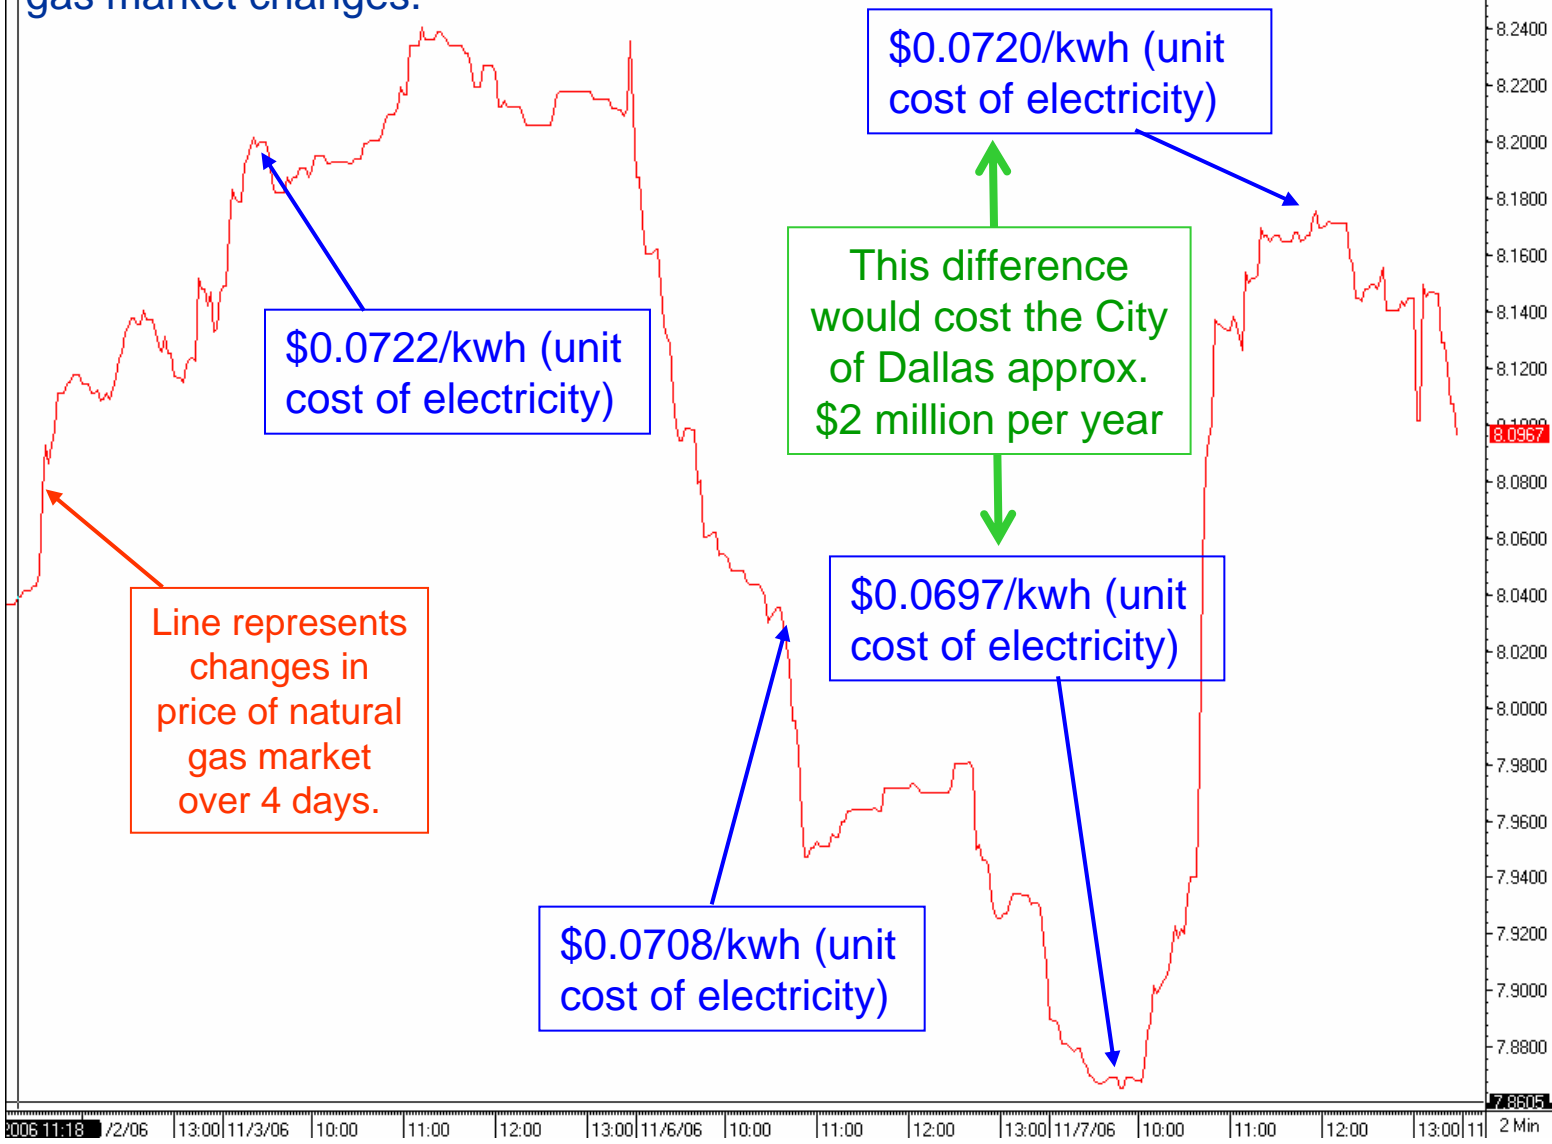 gas market changes.
$0.0720/kwh (unit
cost of electricity)
This difference
would cost the City
of Dallas approx.
$2 million per year
$0.0722/kwh (unit
cost of electricity)
$0.0697/kwh (unit
cost of electricity)
Line represents
changes in
price of natural
gas market
over 4 days.
$0.0708/kwh (unit
cost of electricity)
8.2400
8.2200
8.2000
8.1800
8.1600
8.1400
8.1200
8.0967
8.0800
8.0600
8.0400
8.0200
8.0000
7.9800
7.9600
7.9400
7.9200
7.9000
7.8800
7.8605
2006 11:18 /2/06 13:00 11/3/06 10:00 11:00 12:00 13:00 11/6/06 10:00 11:00 12:00 13:00 11/7/06 10:00 11:00 12:00 13:00 11 2 Min